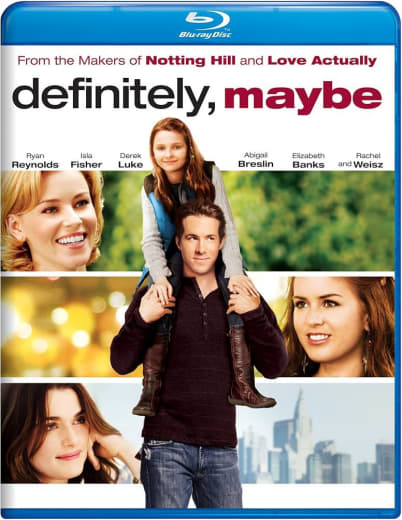 Blu-ray Disc
From the Makers of Notting Hill and Love Actually
definitely, maybe
Ryan Reynolds Isla Fisher Derek Luke Abigail Breslin Elizabeth Banks and Rachel Weisz